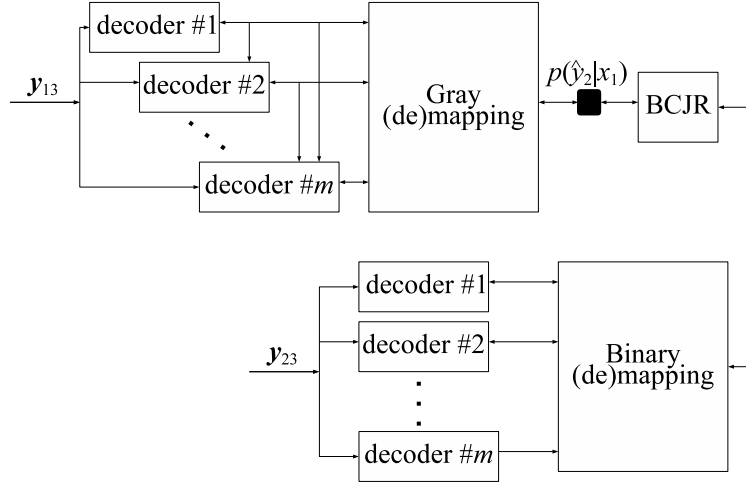 decoder #1
y13
decoder #2
decoder #m
Gray
(de)mapping
p(ŷ2|x1)
BCJR
y23
decoder #1
decoder #2
decoder #m
Binary
(de)mapping